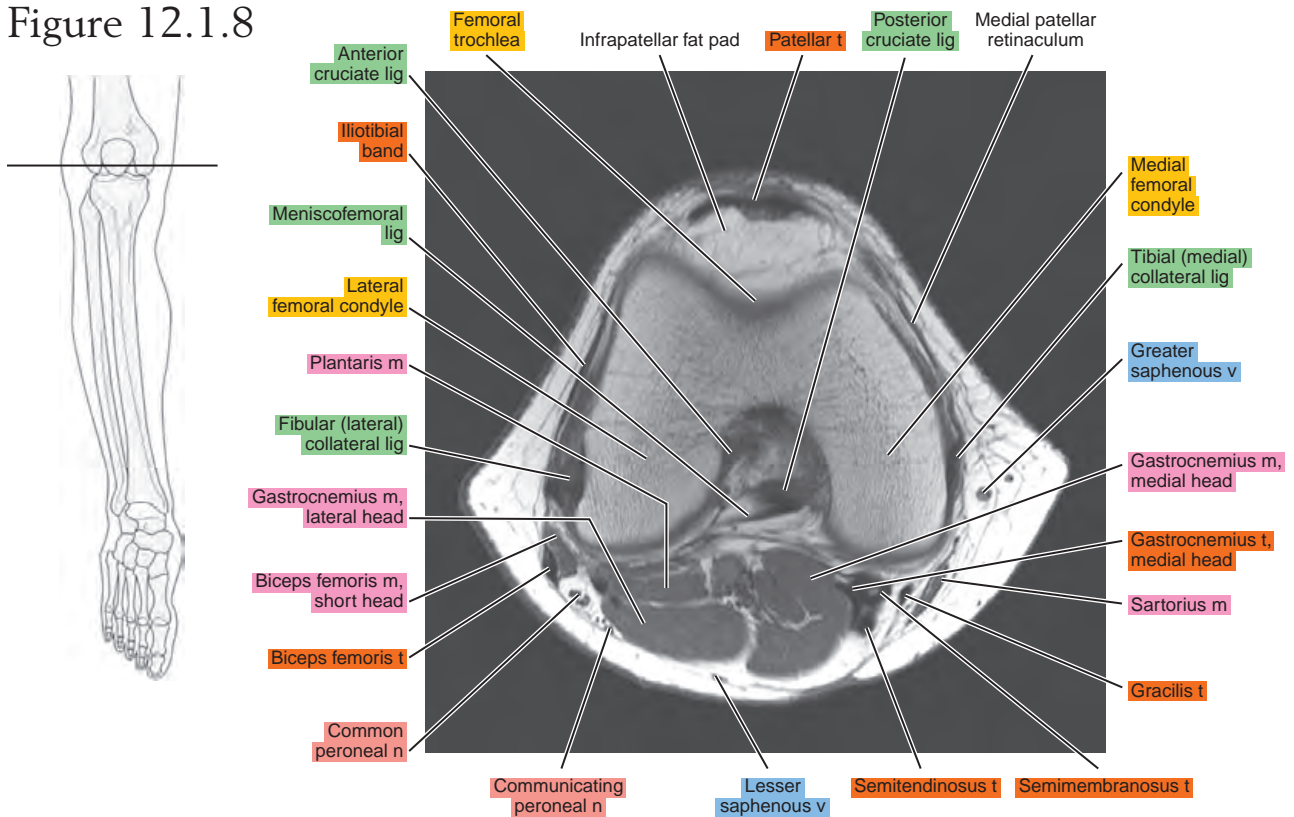 Figure 12.1.8
Femoral
trochlea
Infrapatellar fat pad
Patellar t
Posterior
cruciate lig
Medial patellar
retinaculum
Anterior
cruciate lig
Iliotibial
band
Meniscofemoral
lig
Lateral
femoral condyle
Plantaris m
Fibular (lateral)
collateral lig
Gastrocnemius m,
lateral head
Biceps femoris m,
short head
Biceps femoris t
Common
peroneal n
Communicating
peroneal n
Lesser
saphenous v
Semitendinosus t
Semimembranosus t
Medial
femoral
condyle
Tibial (medial)
collateral lig
Greater
saphenous v
Gastrocnemius m,
medial head
Gastrocnemius t,
medial head
Sartorius m
Gracilis t